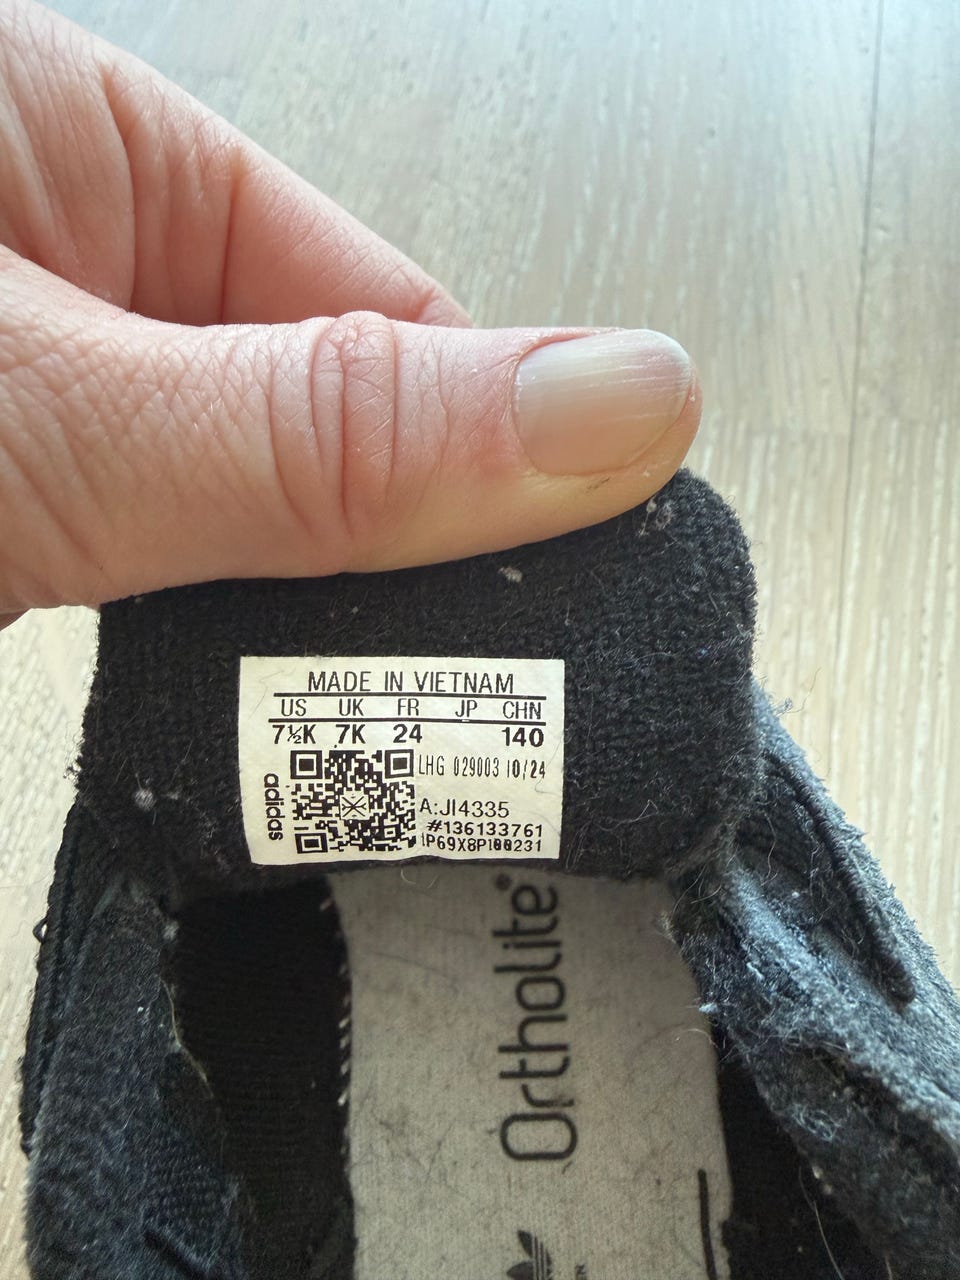 MADE IN VIETNAM
US UK FR JP CHN
7½K 7K 24 140
LHG 029003 10/24
adidas
A:JI4335
#136133761
1P69X8P100231
Ortholite®